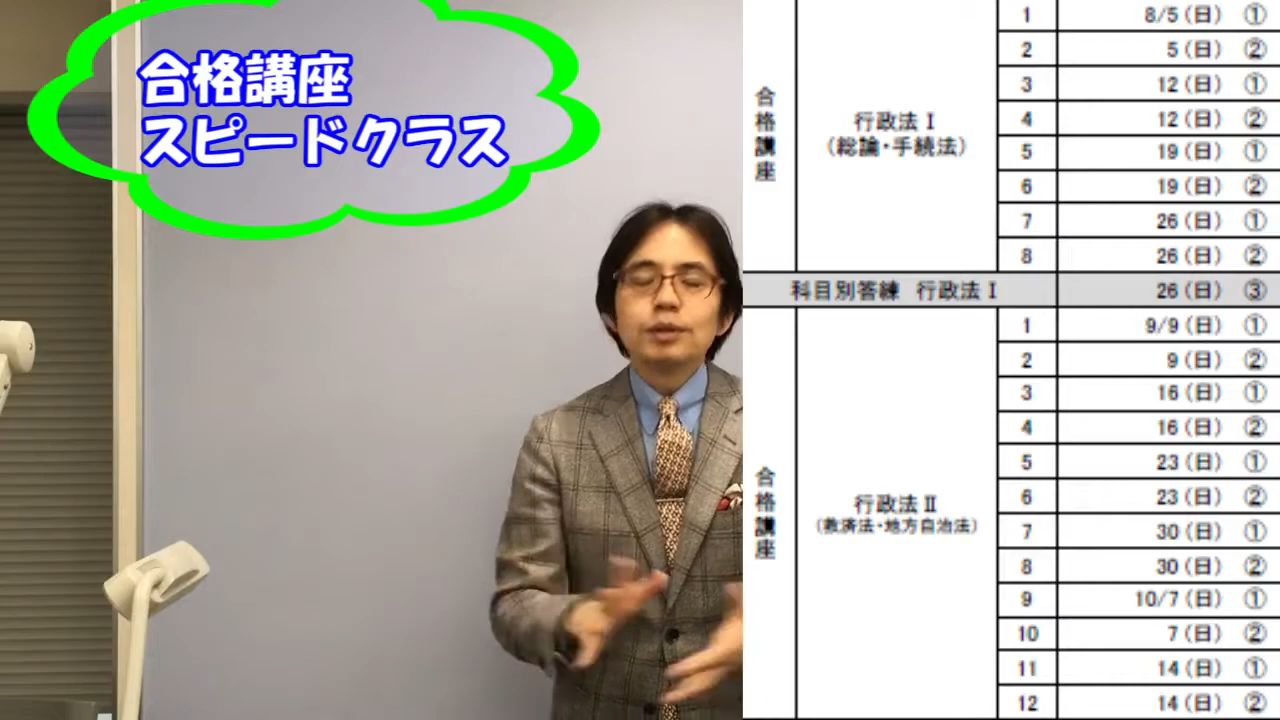 合格講座
スピードクラス
合格講座
行政法Ⅰ
(総論・手続法)
1 8/5(日) ①
2 5(日) ②
3 12(日) ①
4 12(日) ②
5 19(日) ①
6 19(日) ②
7 26(日) ①
8 26(日) ②
科目別答練 行政法Ⅰ 26(日) ③
合格講座
行政法Ⅱ
(救済法・地方自治法)
1 9/9(日) ①
2 9(日) ②
3 16(日) ①
4 16(日) ②
5 23(日) ①
6 23(日) ②
7 30(日) ①
8 30(日) ②
9 10/7(日) ①
10 7(日) ②
11 14(日) ①
12 14(日) ②